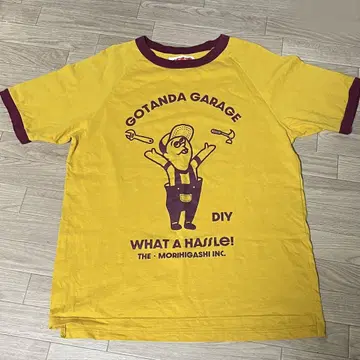 GOTANDA GARAGE
DIY
WHAT A HASSLE!
THE - MORIHIGASHI INC.